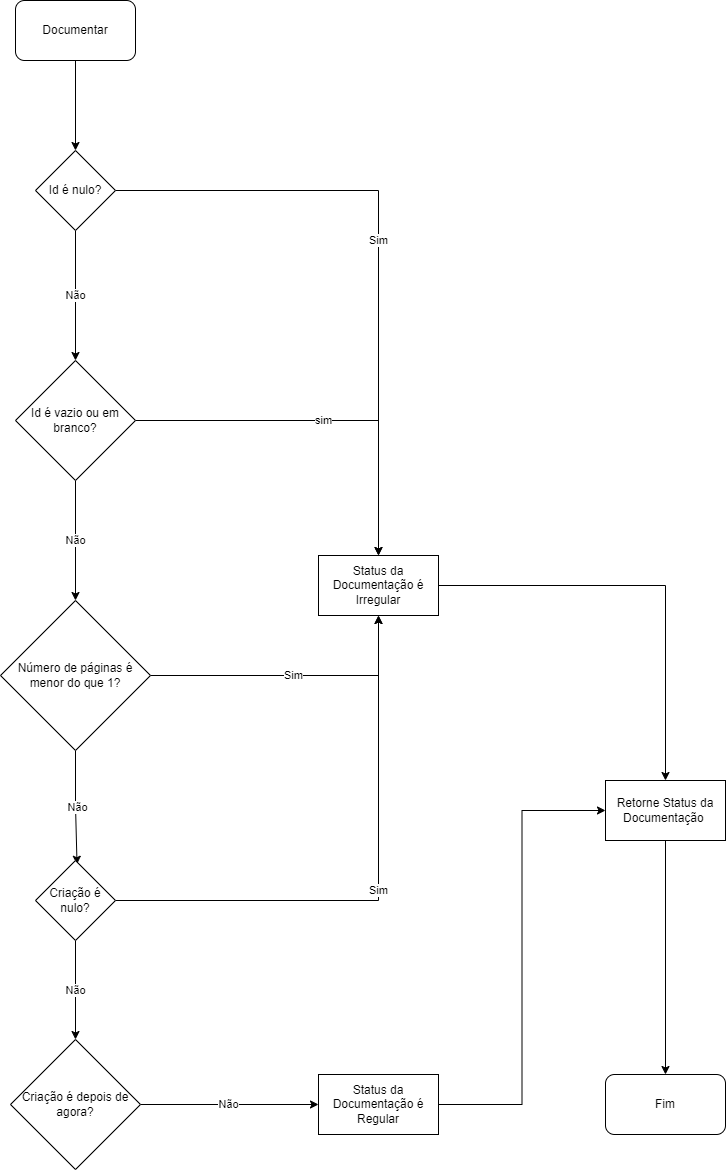 Documentar
Id é nulo?
Sim
Não
Id é vazio ou em
branco?
sim
Não
Status da
Documentação é
Irregular
Número de páginas é
menor do que 1?
Sim
Não
Retorne Status da
Documentação
Criação é
nulo?
Sim
Não
Criação é depois de
agora?
Não
Status da
Documentação é
Regular
Fim